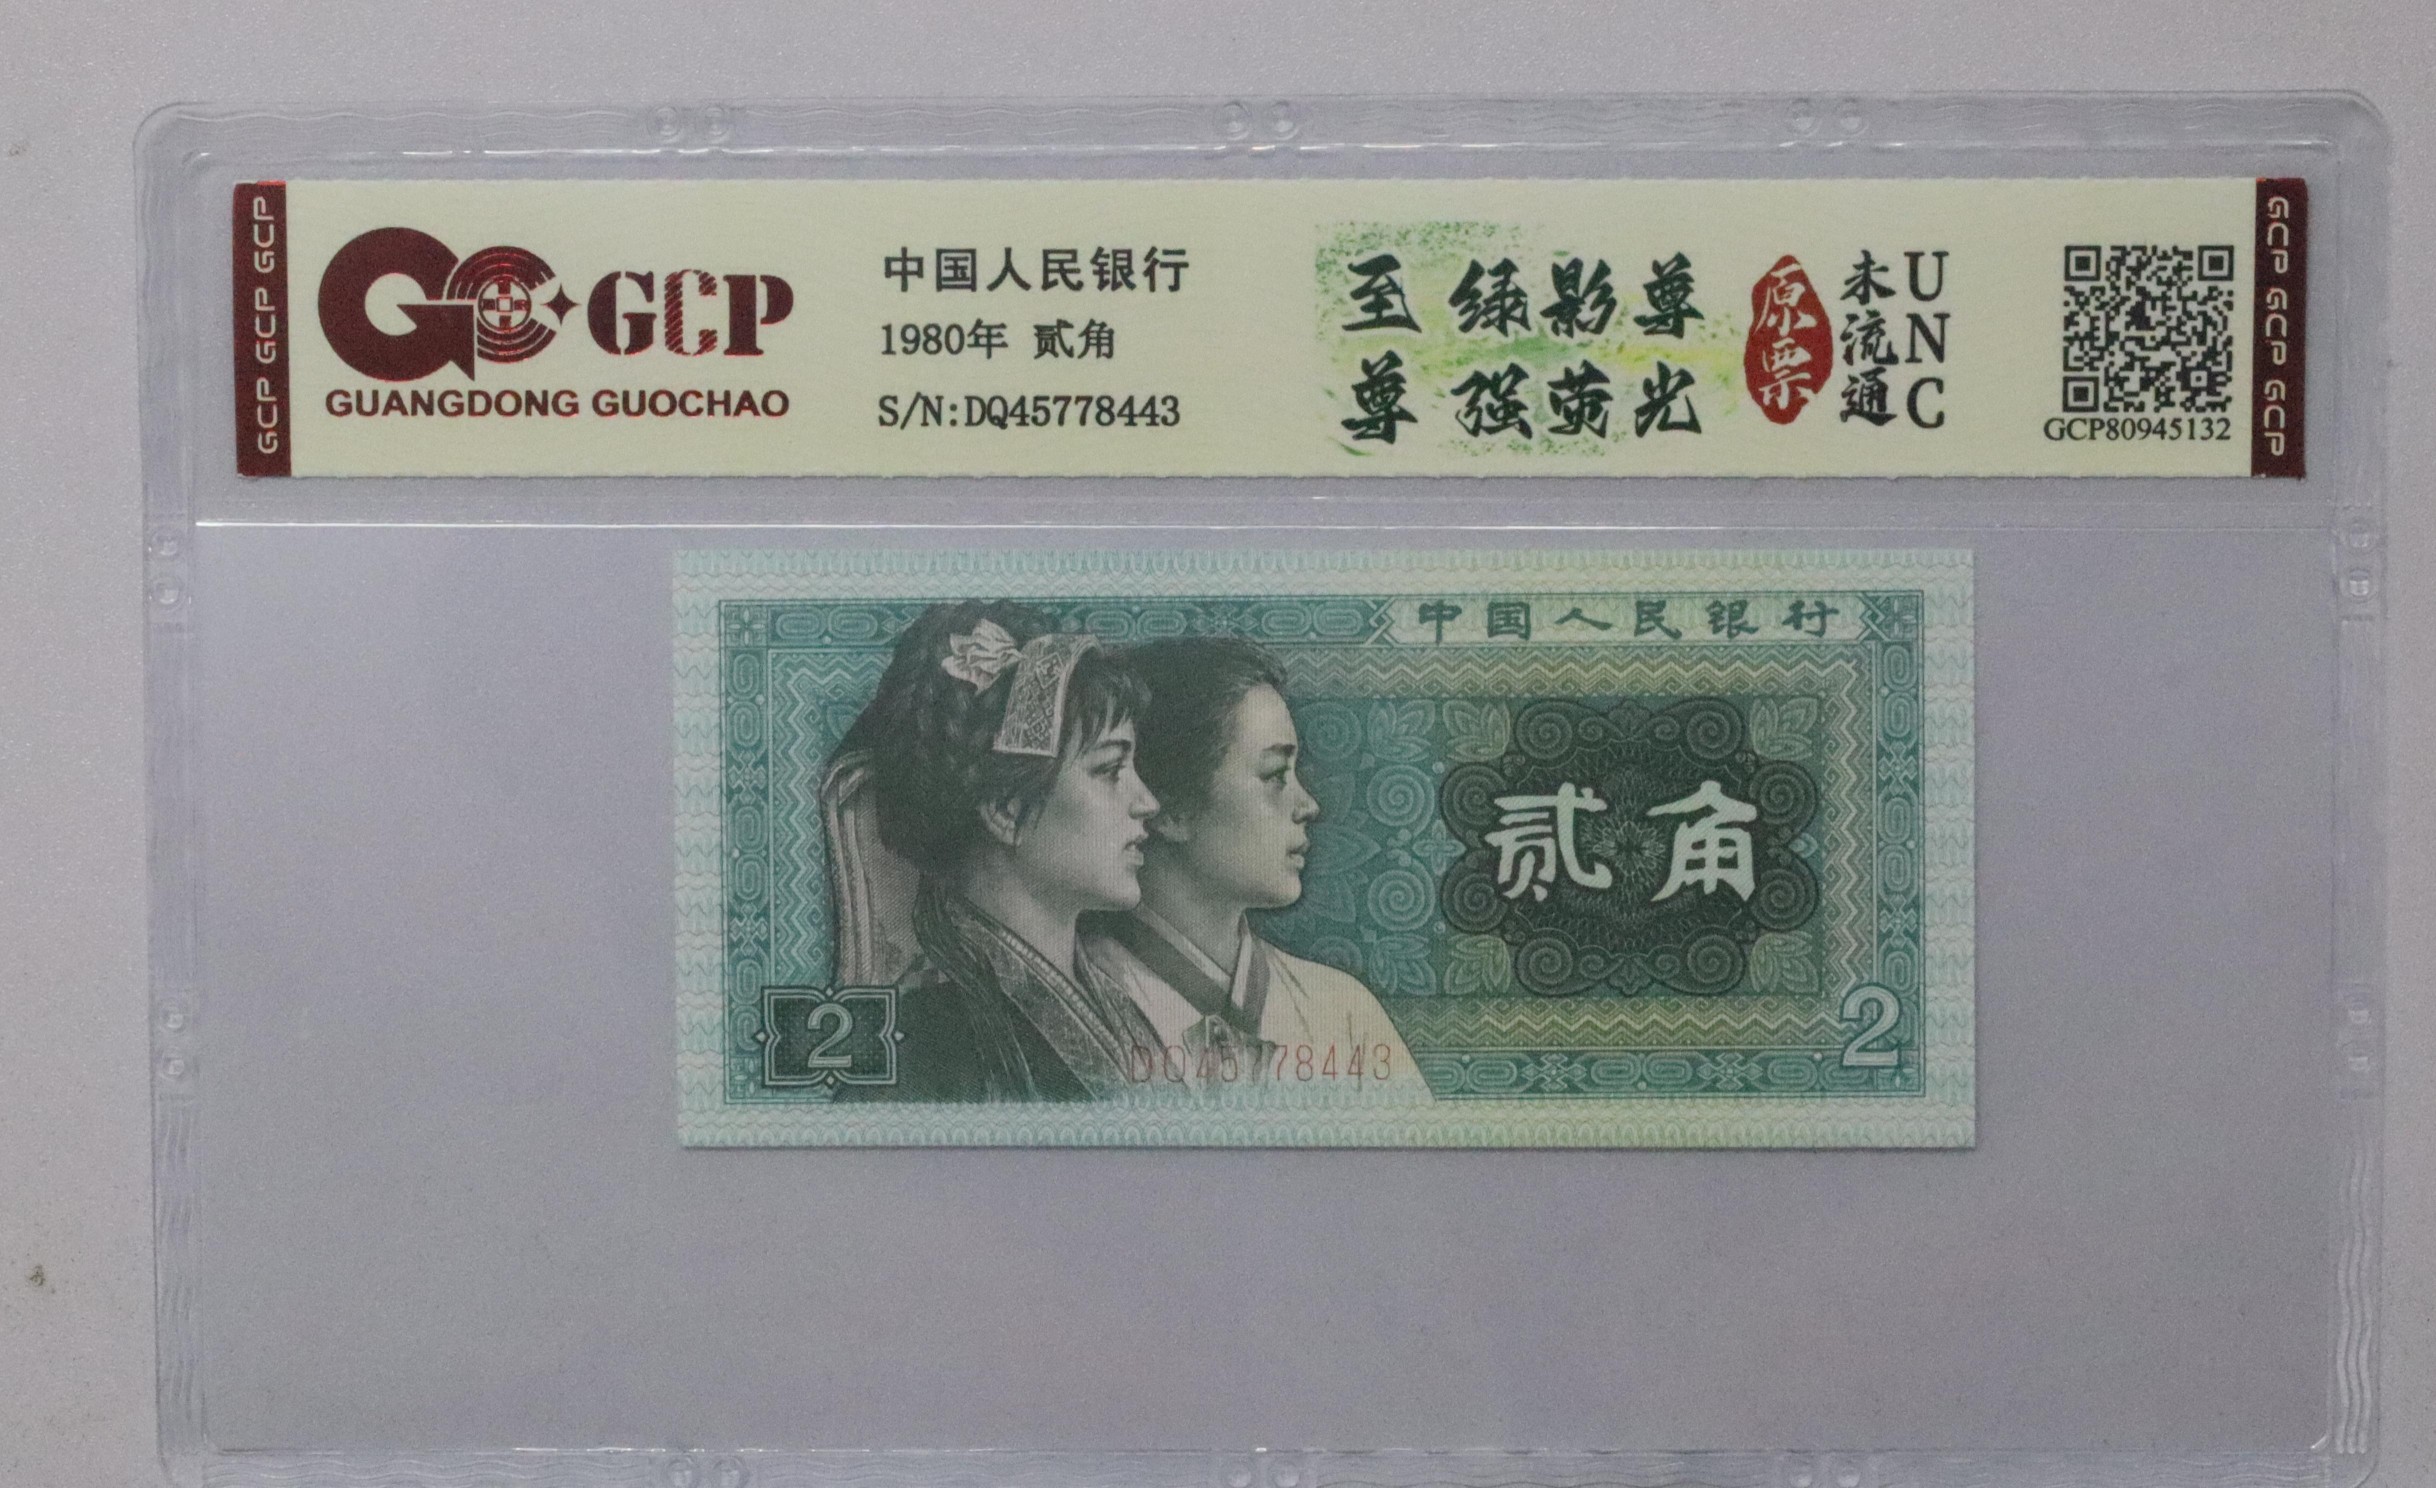 GCP GCP GCP
GCP
GUANGDONG GUOCHAO
中国人民银行
1980年 贰角
S/N:DQ45778443
至尊
绿影尊
强荧光
原票
未流通
UNC
GCP80945132
GCP GCP GCP
中国人民银行
贰角
2
2
DQ45778443